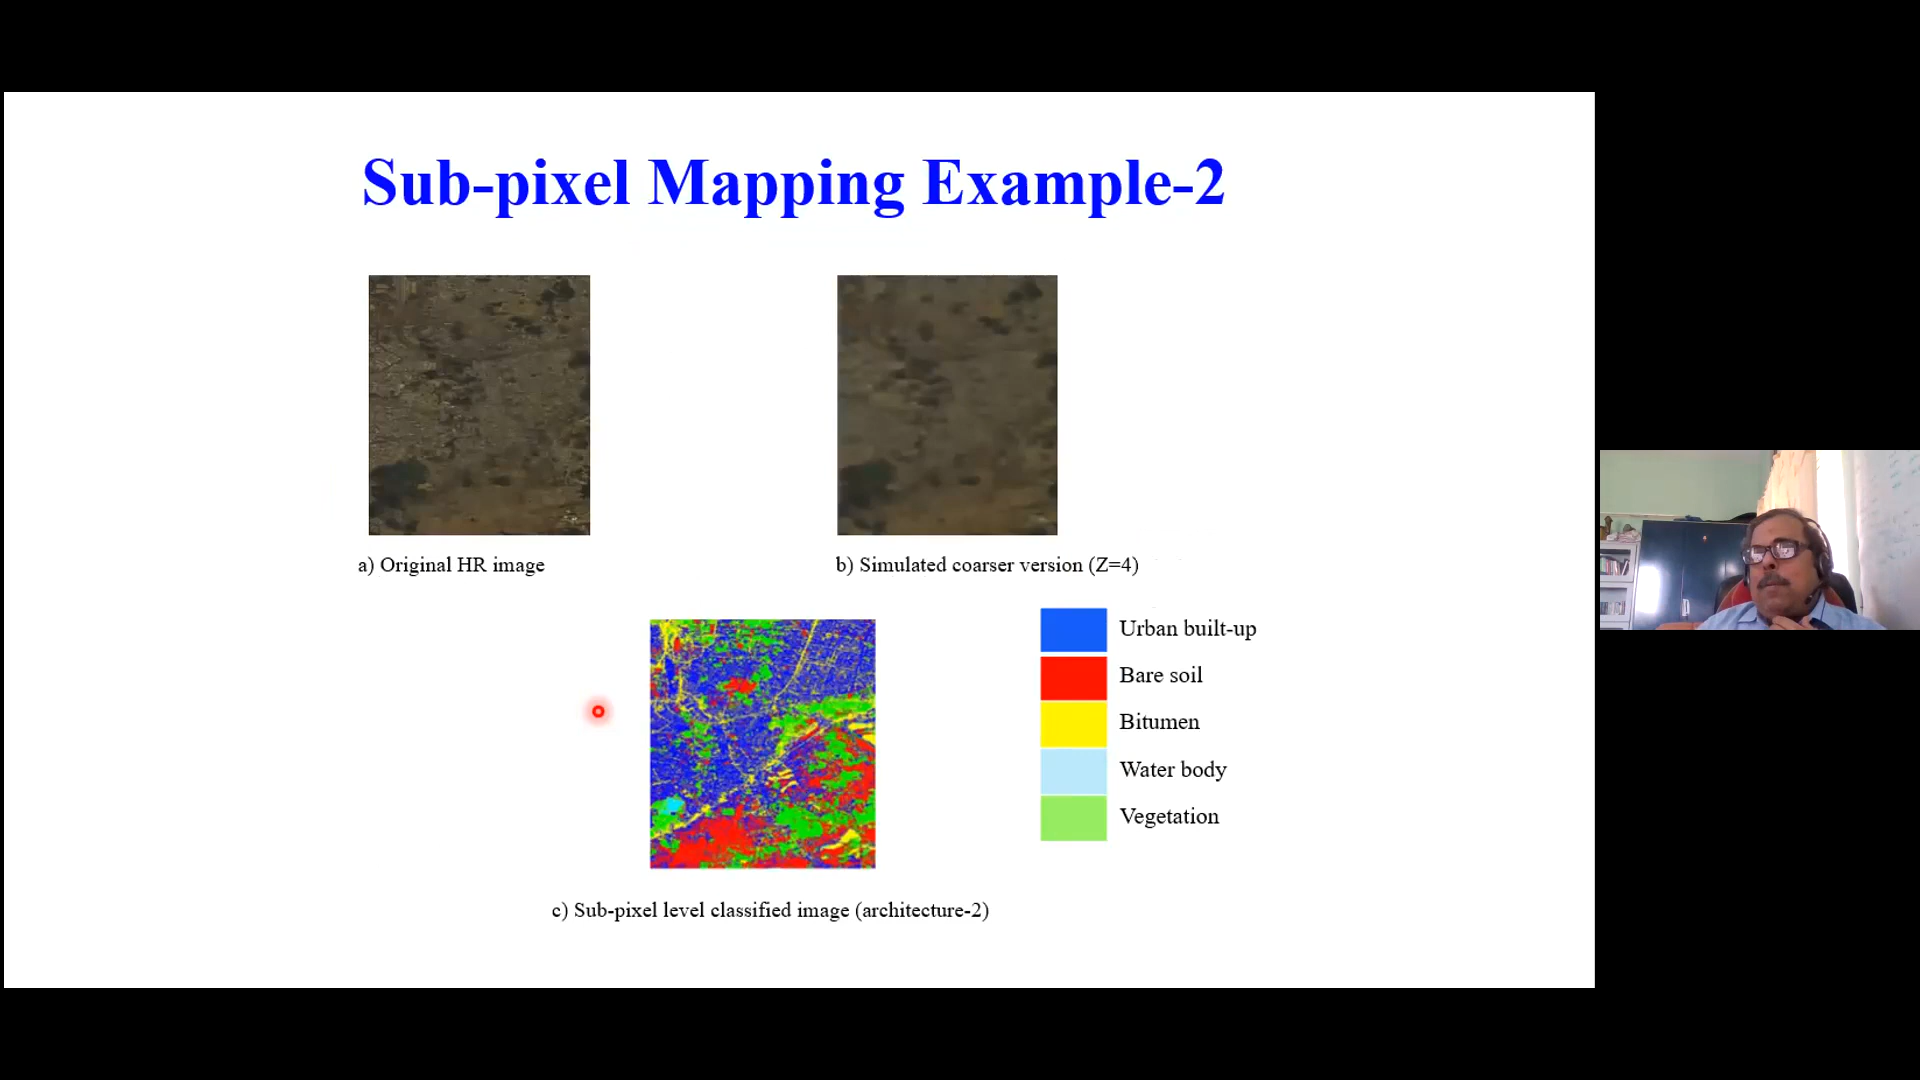 Sub-pixel Mapping Example-2
a) Original HR image
b) Simulated coarser version (Z=4)
Urban built-up
Bare soil
Bitumen
Water body
Vegetation
c) Sub-pixel level classified image (architecture-2)